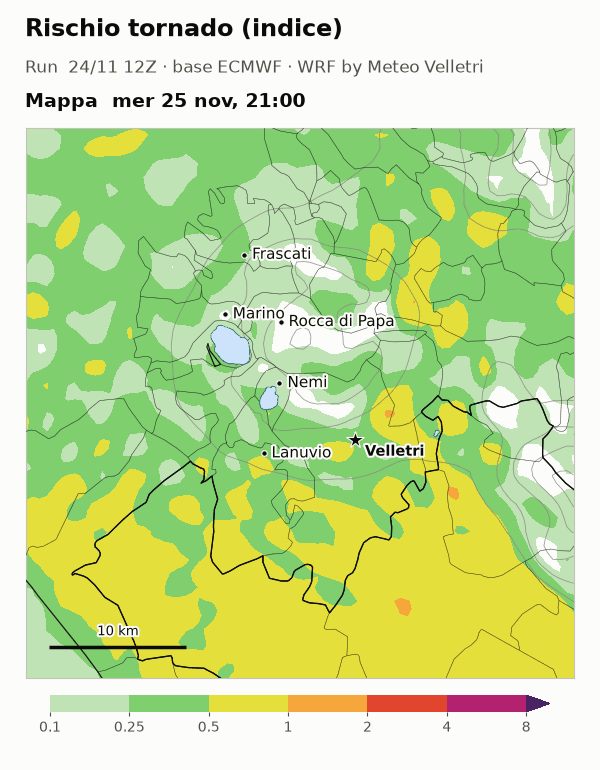 Rischio tornado (indice)
Run  24/11 12Z · base ECMWF · WRF by Meteo Velletri
Mappa  mer 25 nov, 21:00
Frascati
Marino
Rocca di Papa
Nemi
Lanuvio
Velletri
10 km
0.1 0.25 0.5 1 2 4 8